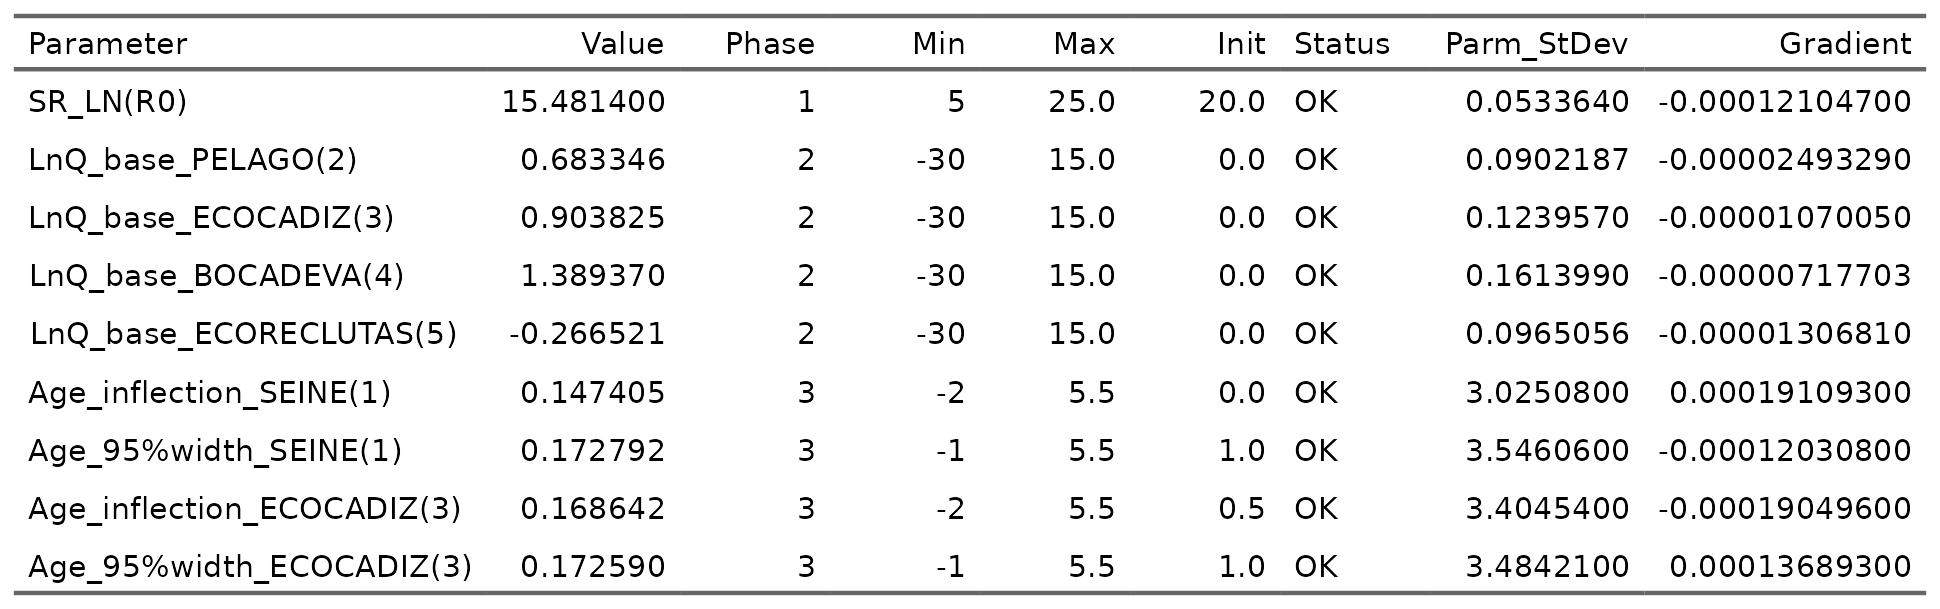 Parameter Value Phase Min Max Init Status Parm_StDev Gradient
SR_LN(R0) 15.481400 1 5 25.0 20.0 OK 0.0533640 -0.00012104700
LnQ_base_PELAGO(2) 0.683346 2 -30 15.0 0.0 OK 0.0902187 -0.00002493290
LnQ_base_ECOCADIZ(3) 0.903825 2 -30 15.0 0.0 OK 0.1239570 -0.00001070050
LnQ_base_BOCADEVA(4) 1.389370 2 -30 15.0 0.0 OK 0.1613990 -0.00000717703
LnQ_base_ECORECLUTAS(5) -0.266521 2 -30 15.0 0.0 OK 0.0965056 -0.00001306810
Age_inflection_SEINE(1) 0.147405 3 -2 5.5 0.0 OK 3.0250800 0.00019109300
Age_95%width_SEINE(1) 0.172792 3 -1 5.5 1.0 OK 3.5460600 -0.00012030800
Age_inflection_ECOCADIZ(3) 0.168642 3 -2 5.5 0.5 OK 3.4045400 -0.00019049600
Age_95%width_ECOCADIZ(3) 0.172590 3 -1 5.5 1.0 OK 3.4842100 0.00013689300